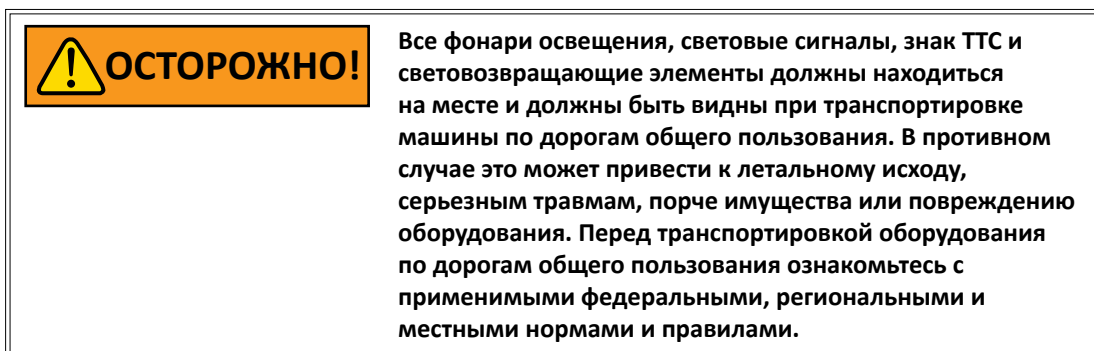 ОСТОРОЖНО!
Все фонари освещения, световые сигналы, знак ТТС и
световозвращающие элементы должны находиться
на месте и должны быть видны при транспортировке
машины по дорогам общего пользования. В противном
случае это может привести к летальному исходу,
серьезным травмам, порче имущества или повреждению
оборудования. Перед транспортировкой оборудования
по дорогам общего пользования ознакомьтесь с
применимыми федеральными, региональными и
местными нормами и правилами.